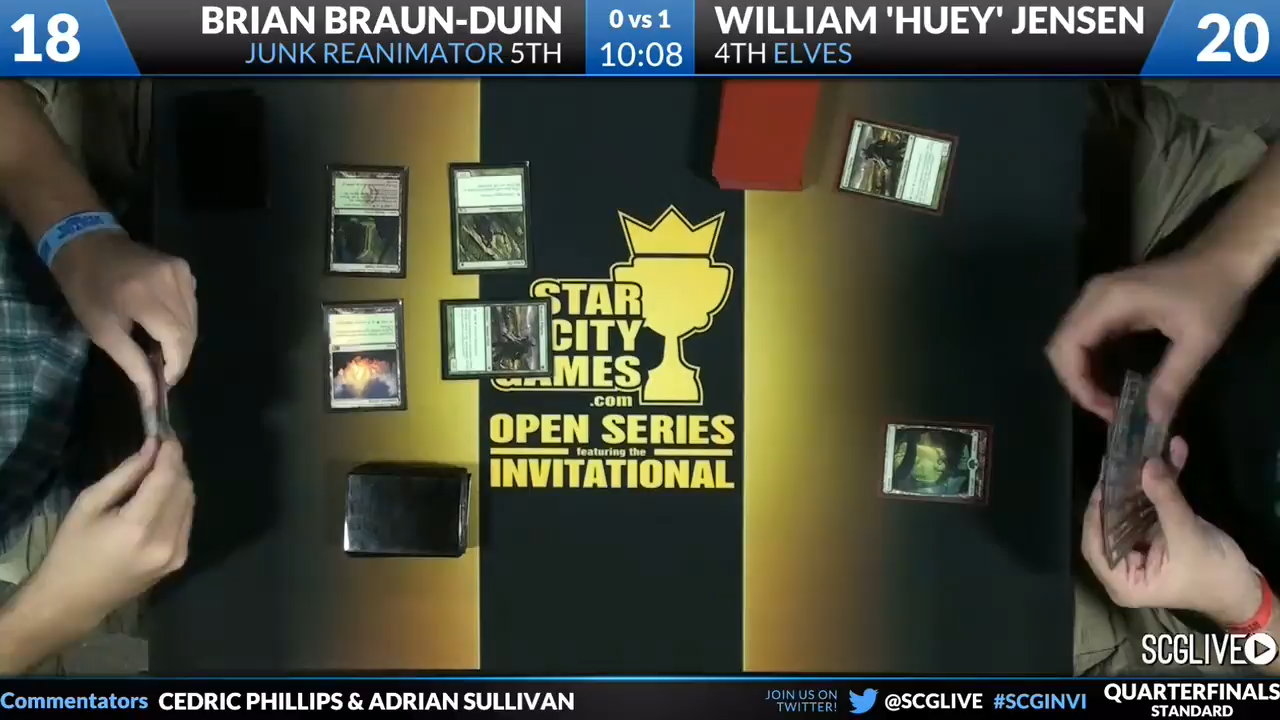 18
BRIAN BRAUN-DUIN
JUNK REANIMATOR 5TH
0 vs 1
10:08
WILLIAM 'HUEY' JENSEN
4TH ELVES
20
STAR
CITY
GAMES
.com
OPEN SERIES
featuring the
INVITATIONAL
SCGLIVE
Commentators CEDRIC PHILLIPS & ADRIAN SULLIVAN
JOIN US ON
TWITTER!
@SCGLIVE #SCGINVI
QUARTERFINALS
STANDARD